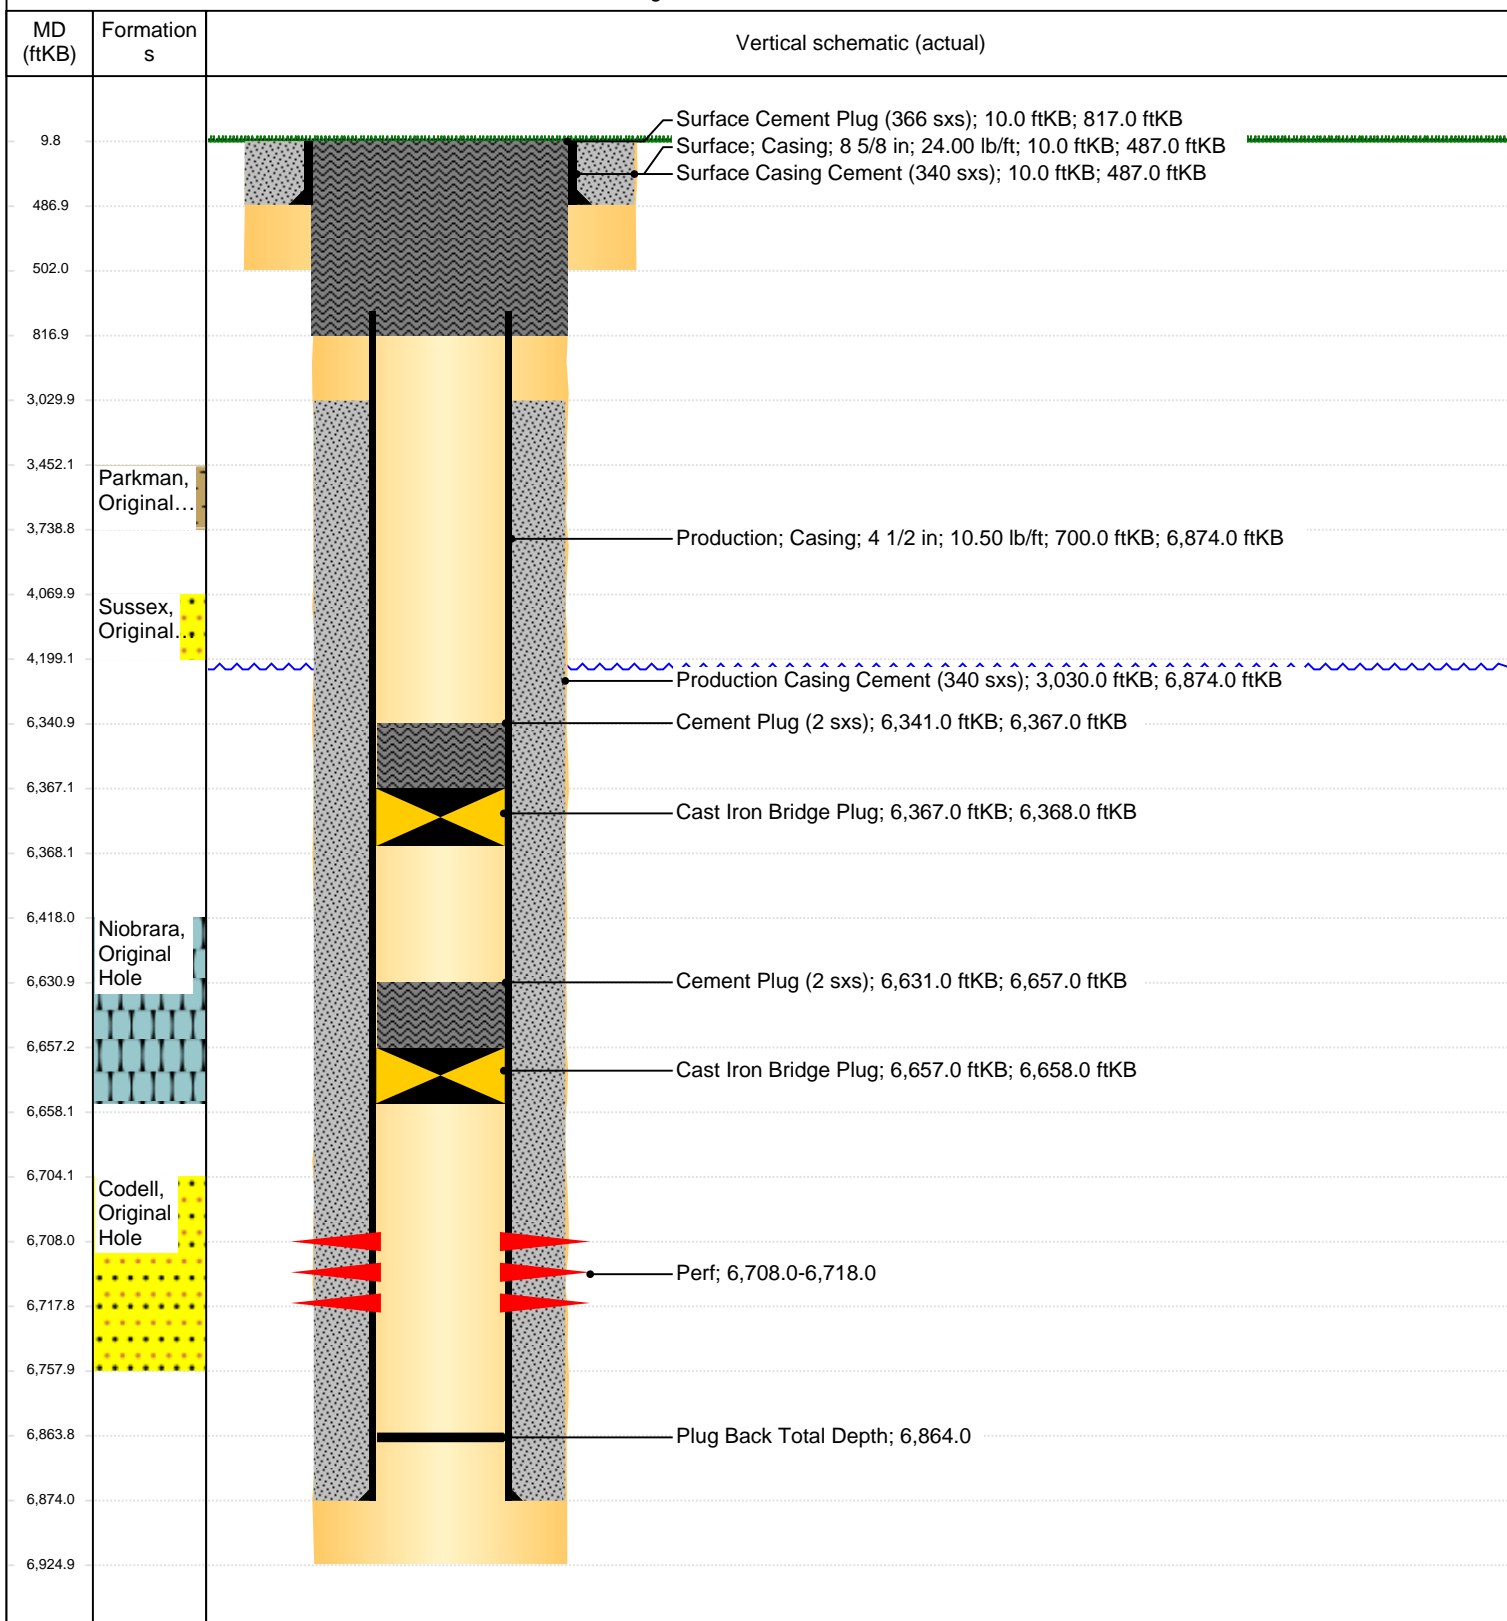 MD
(ftKB)
Formation
s
Vertical schematic (actual)
9.8
486.9
502.0
816.9
3,029.9
3,452.1
3,738.8
4,069.9
4,199.1
6,340.9
6,367.1
6,368.1
6,418.0
6,630.9
6,657.2
6,658.1
6,704.1
6,708.0
6,717.8
6,757.9
6,863.8
6,874.0
6,924.9
Parkman,
Original…
Sussex,
Original…
Niobrara,
Original
Hole
Codell,
Original
Hole
Surface Cement Plug (366 sxs); 10.0 ftKB; 817.0 ftKB
Surface; Casing; 8 5/8 in; 24.00 lb/ft; 10.0 ftKB; 487.0 ftKB
Surface Casing Cement (340 sxs); 10.0 ftKB; 487.0 ftKB
Production; Casing; 4 1/2 in; 10.50 lb/ft; 700.0 ftKB; 6,874.0 ftKB
Production Casing Cement (340 sxs); 3,030.0 ftKB; 6,874.0 ftKB
Cement Plug (2 sxs); 6,341.0 ftKB; 6,367.0 ftKB
Cast Iron Bridge Plug; 6,367.0 ftKB; 6,368.0 ftKB
Cement Plug (2 sxs); 6,631.0 ftKB; 6,657.0 ftKB
Cast Iron Bridge Plug; 6,657.0 ftKB; 6,658.0 ftKB
Perf; 6,708.0-6,718.0
Plug Back Total Depth; 6,864.0